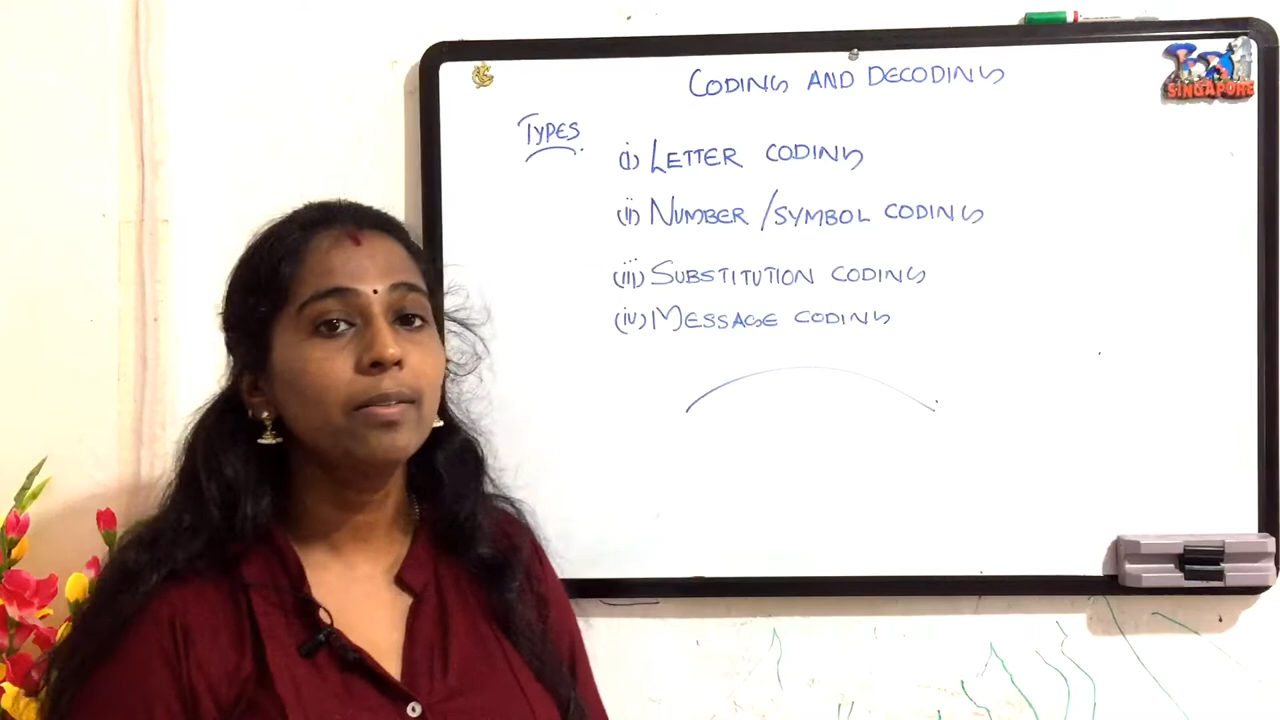 CODING AND DECODING
TYPES
(i) LETTER CODING
(ii) NUMBER /SYMBOL CODING
(iii) SUBSTITUTION CODING
(iv) MESSAGE CODING
SINGAPORE